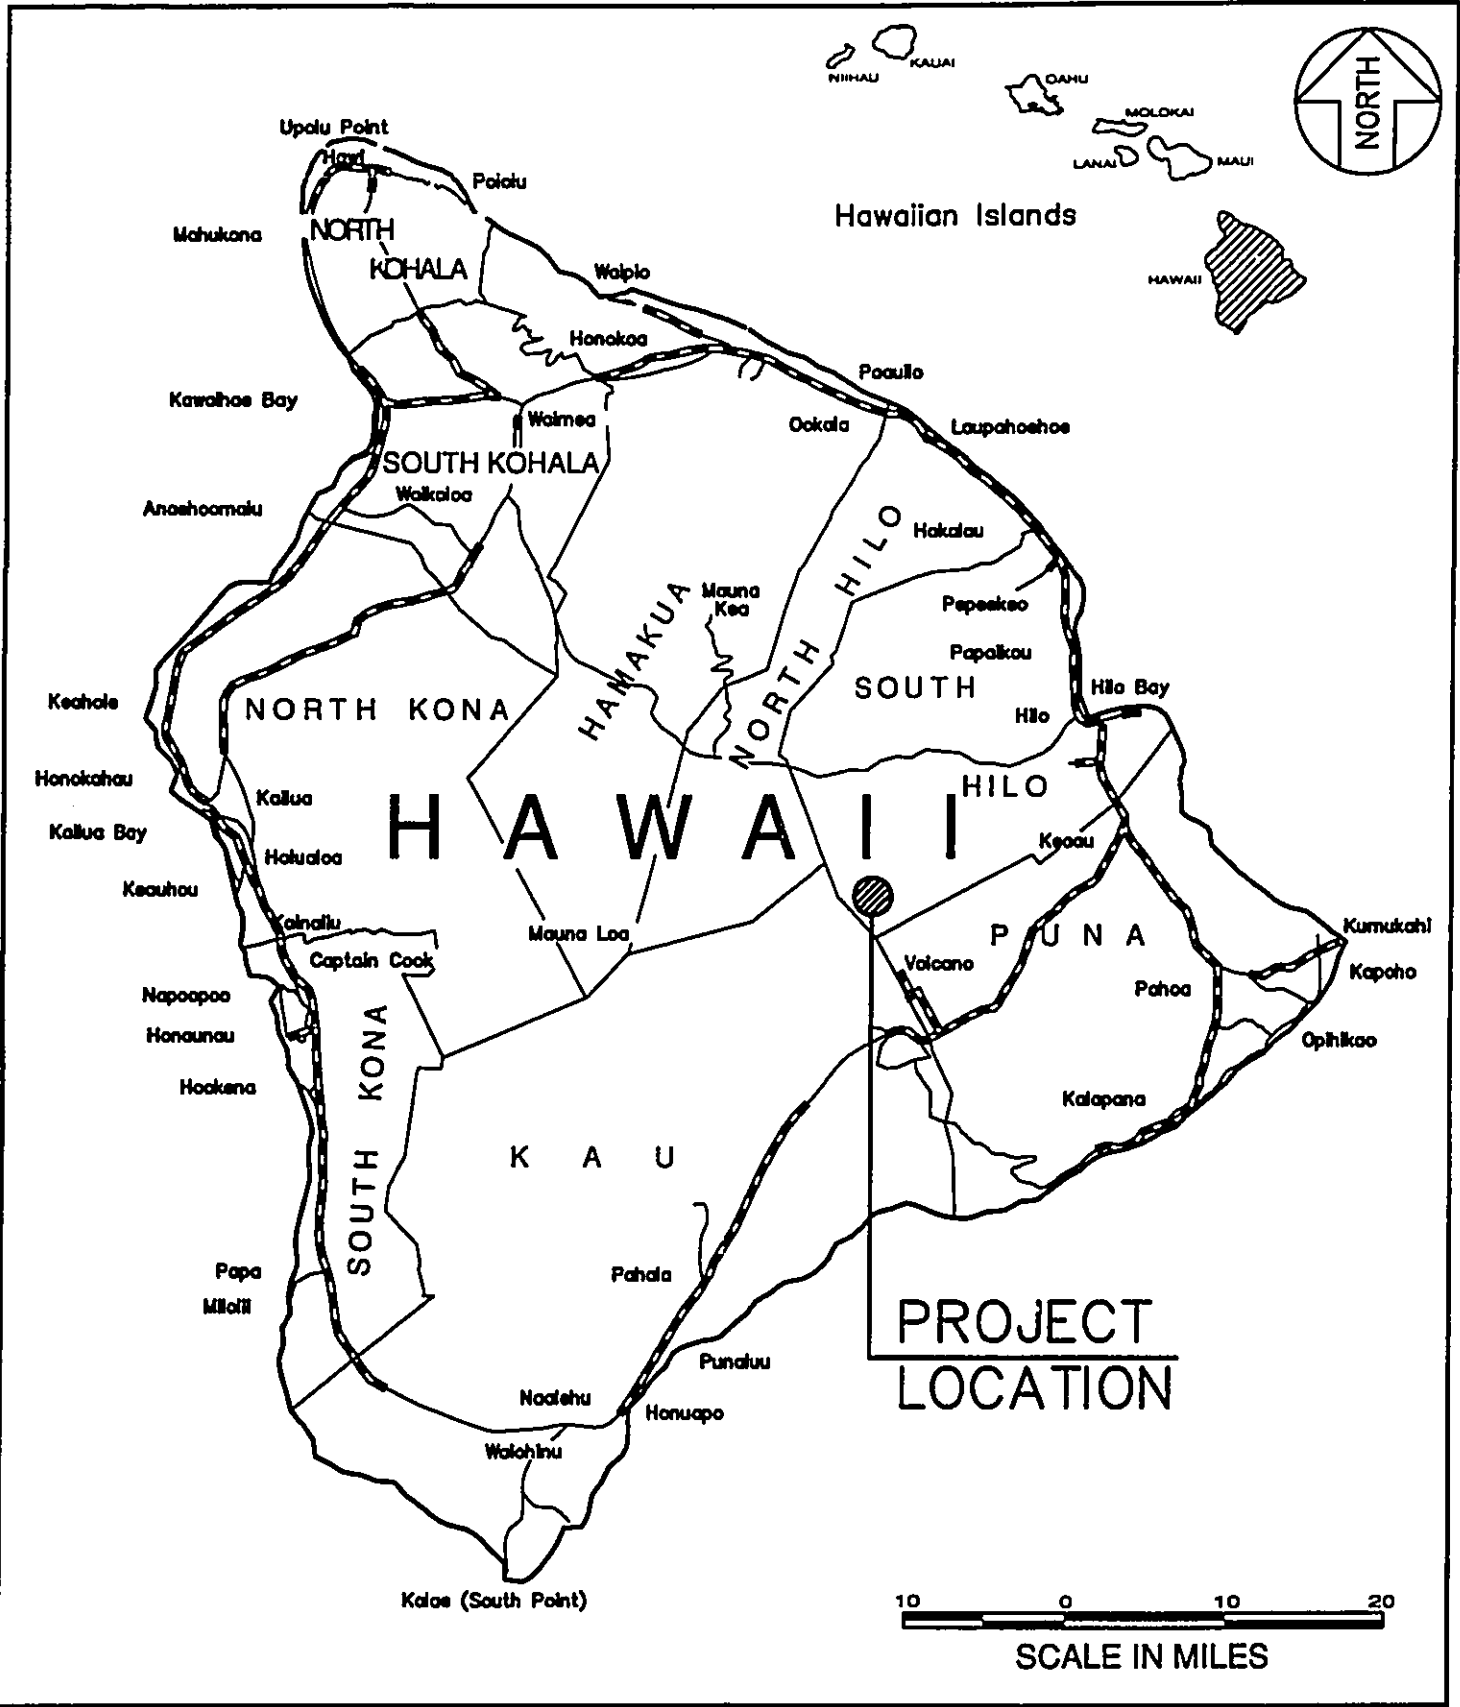 NIIHAU
KAUAI
OAHU
MOLOKAI
LANAI
MAUI
HAWAII
Hawaiian Islands
NORTH
Upolu Point
Hawi
Pololu
Mahukona
NORTH
KOHALA
Waipio
Honokaa
Paauilo
Kawaihae Bay
Waimea
Ookala
Laupahoehoe
SOUTH KOHALA
Waikoloa
Anaehoomalu
Hakalau
NORTH HILO
HAMAKUA
Mauna
Kea
Pepeekeo
Papaikou
SOUTH
HILO
Hilo Bay
Hilo
Keahole
NORTH KONA
Honokahau
Kailua
Kailua Bay
HAWAII
Holualoa
Keaau
Keauhou
Kainaliu
Mauna Loa
Captain Cook
PUNA
Kumukahi
Kapoho
Volcano
Pahoa
Napoopoo
Honaunau
Opihikao
Hookena
SOUTH KONA
Kalapana
KAU
Papa
Milolii
Pahala
Punaluu
Naalehu
Honuapo
Waiohinu
PROJECT
LOCATION
Kalae (South Point)
10 0 10 20
SCALE IN MILES